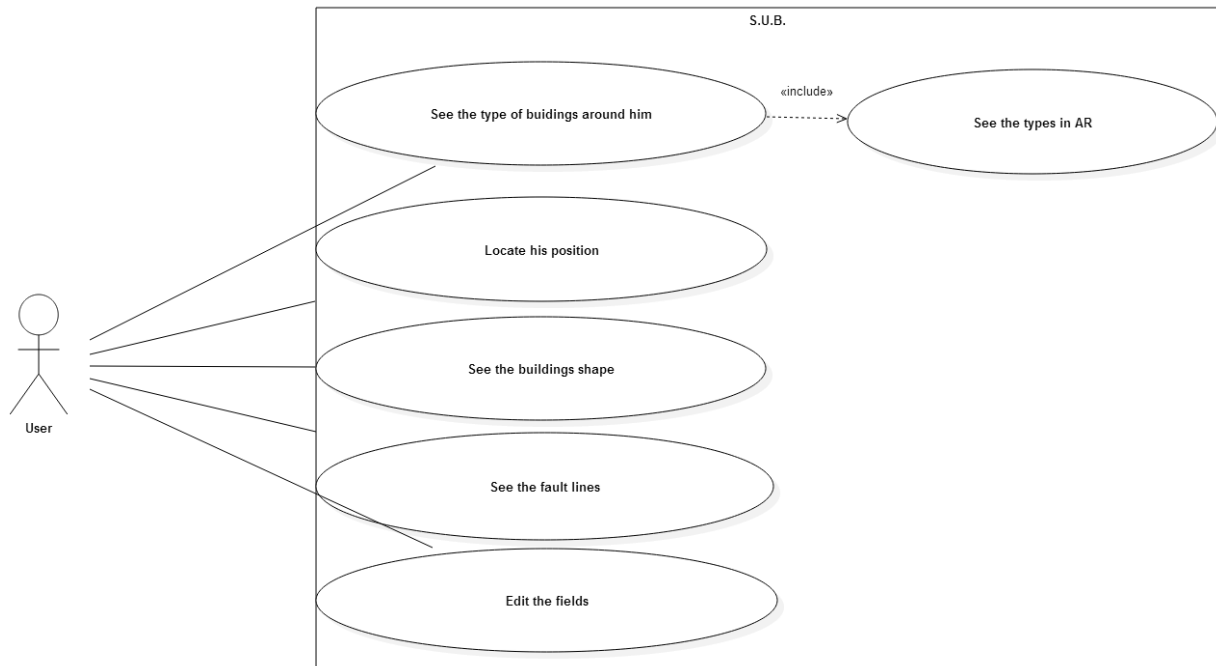 S.U.B.
See the type of buidings around him
«include»
See the types in AR
Locate his position
See the buildings shape
User
See the fault lines
Edit the fields